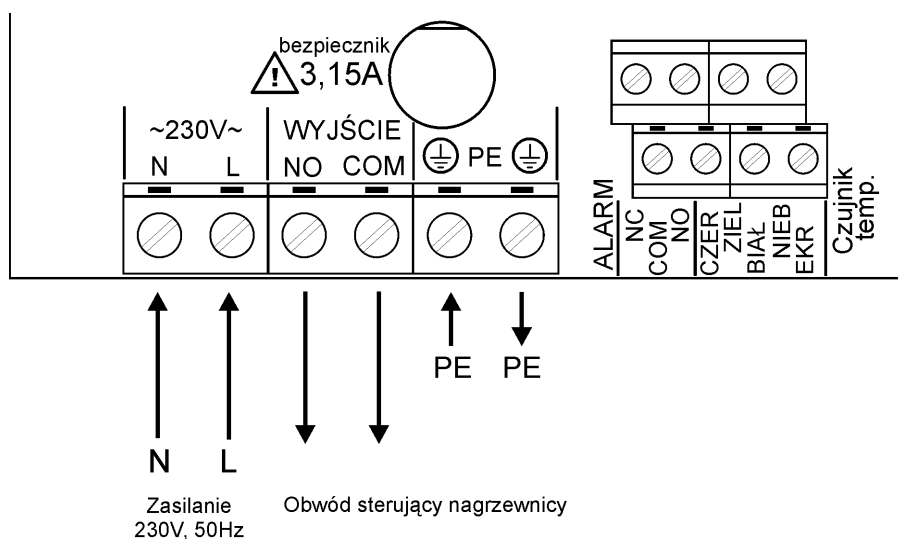 bezpiecznik
3,15A
~230V~
WYJŚCIE
N
L
NO
COM
PE
ALARM
NC
COM
NO
CZER
ZIEL
BIAŁ
NIEB
EKR
Czujnik
temp.
PE
PE
N
L
Zasilanie
230V, 50Hz
Obwód sterujący nagrzewnicy